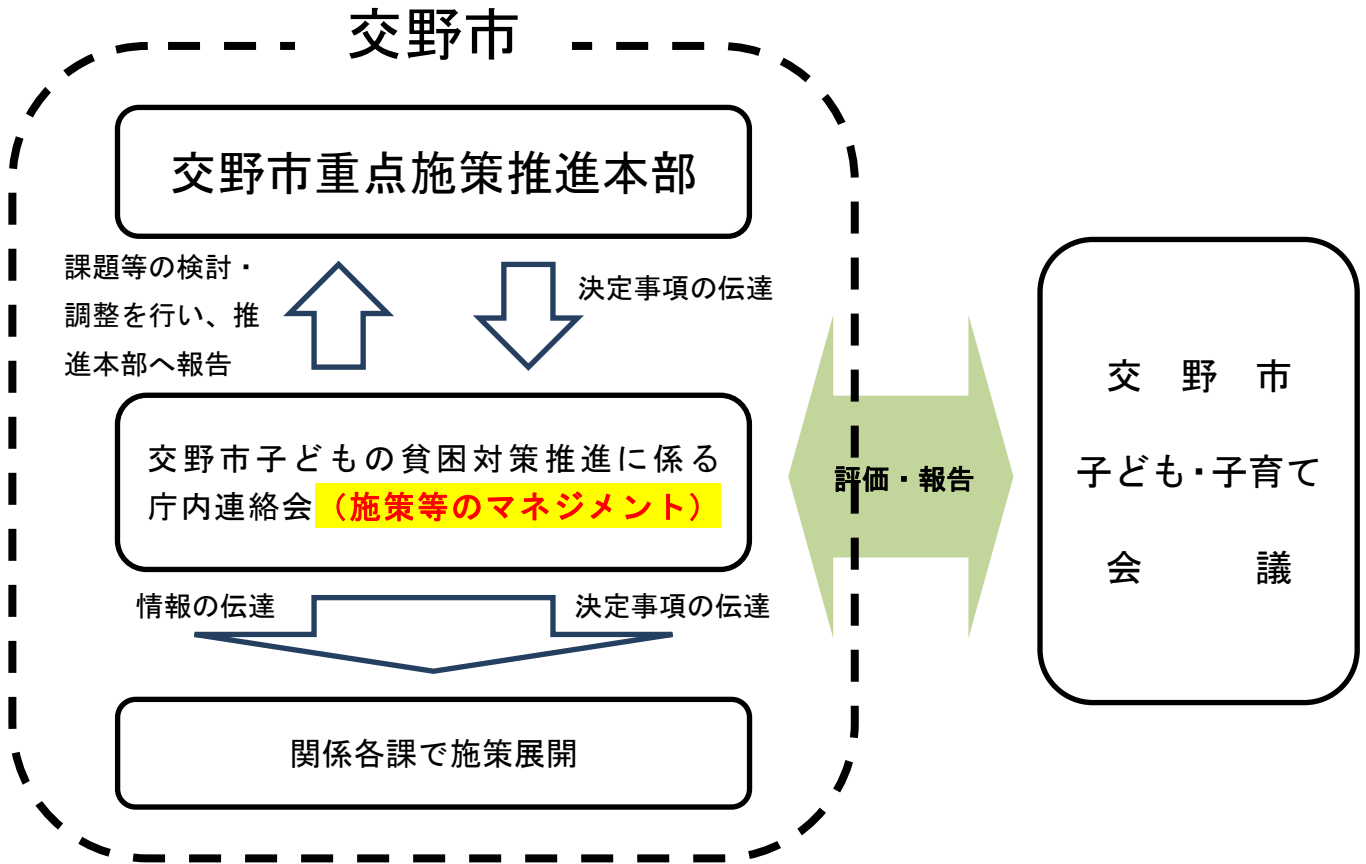 交野市
交野市重点施策推進本部
課題等の検討・
調整を行い、推
進本部へ報告
決定事項の伝達
交野市子どもの貧困対策推進に係る
庁内連絡会（施策等のマネジメント）
情報の伝達
決定事項の伝達
関係各課で施策展開
評価・報告
交　野　市
子ども・子育て
会　　　議